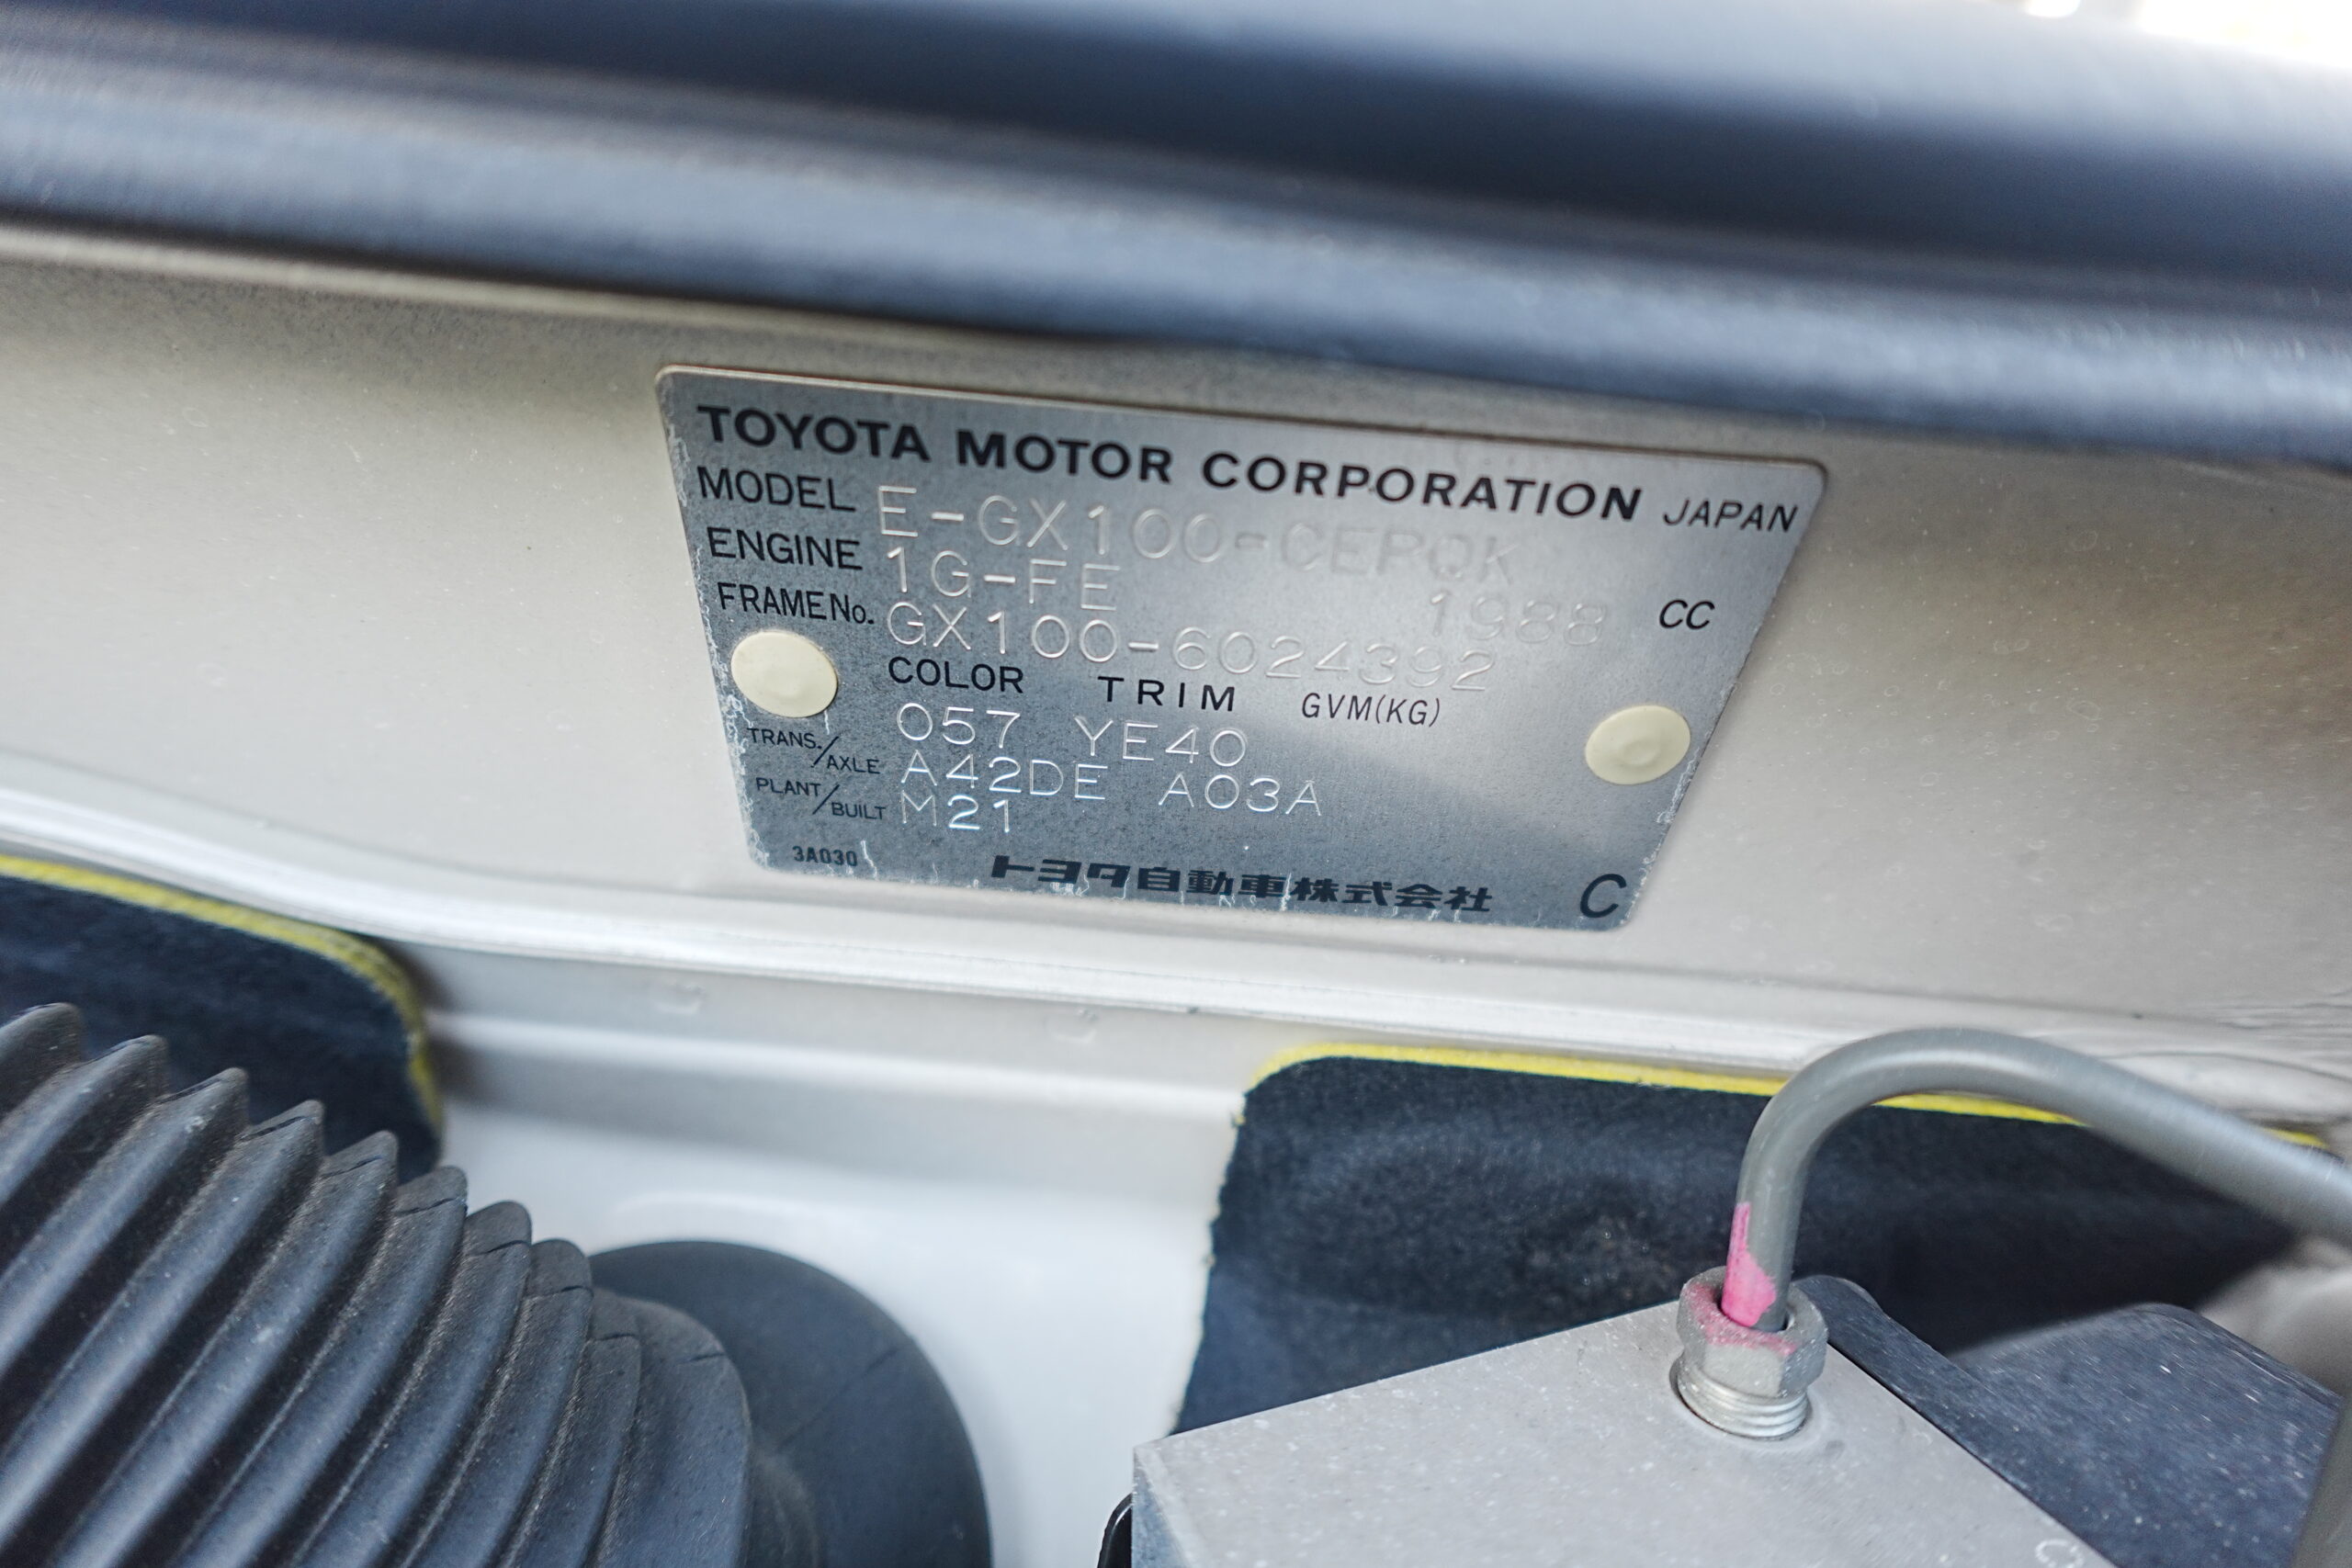 TOYOTA MOTOR CORPORATION JAPAN
MODEL E-GX100-CEPQK
ENGINE 1G-FE 1988 CC
FRAME No. GX100-6024392
COLOR TRIM GVM(KG)
057 YE40
TRANS./AXLE A42DE A03A
PLANT/BUILT M21
3A030 トヨタ自動車株式会社 C